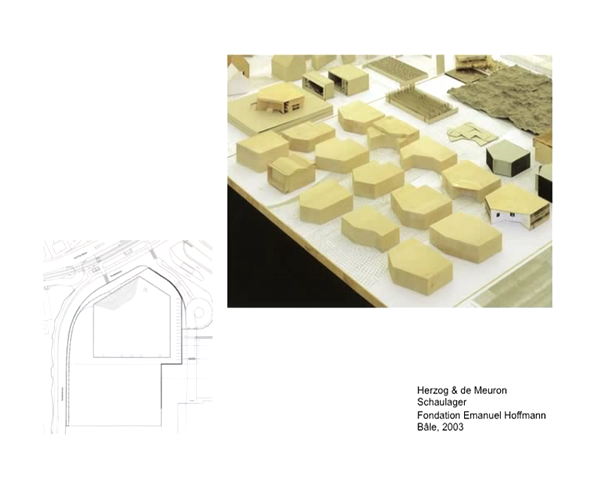 Herzog & de Meuron
Schaulager
Fondation Emanuel Hoffmann
Bâle, 2003